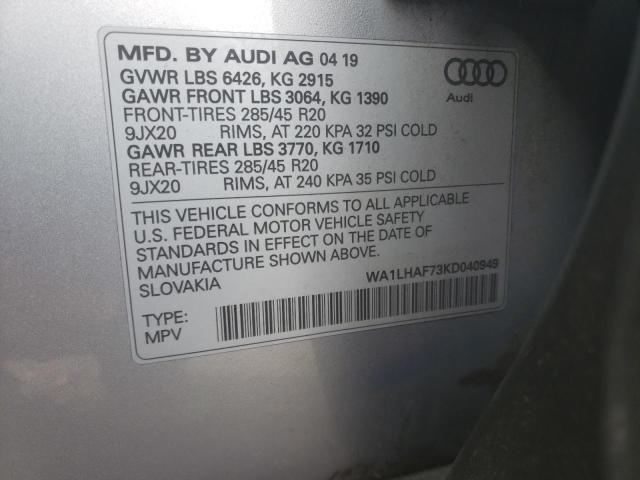 MFD. BY AUDI AG 04 19
GVWR LBS 6426, KG 2915
GAWR FRONT LBS 3064, KG 1390
FRONT-TIRES 285/45 R20
9JX20 RIMS, AT 220 KPA 32 PSI COLD
GAWR REAR LBS 3770, KG 1710
REAR-TIRES 285/45 R20
9JX20 RIMS, AT 240 KPA 35 PSI COLD
Audi
THIS VEHICLE CONFORMS TO ALL APPLICABLE
U.S. FEDERAL MOTOR VEHICLE SAFETY
STANDARDS IN EFFECT ON THE DATE OF
MANUFACTURE SHOWN ABOVE.
SLOVAKIA
WA1LHAF73KD040949
TYPE:
MPV